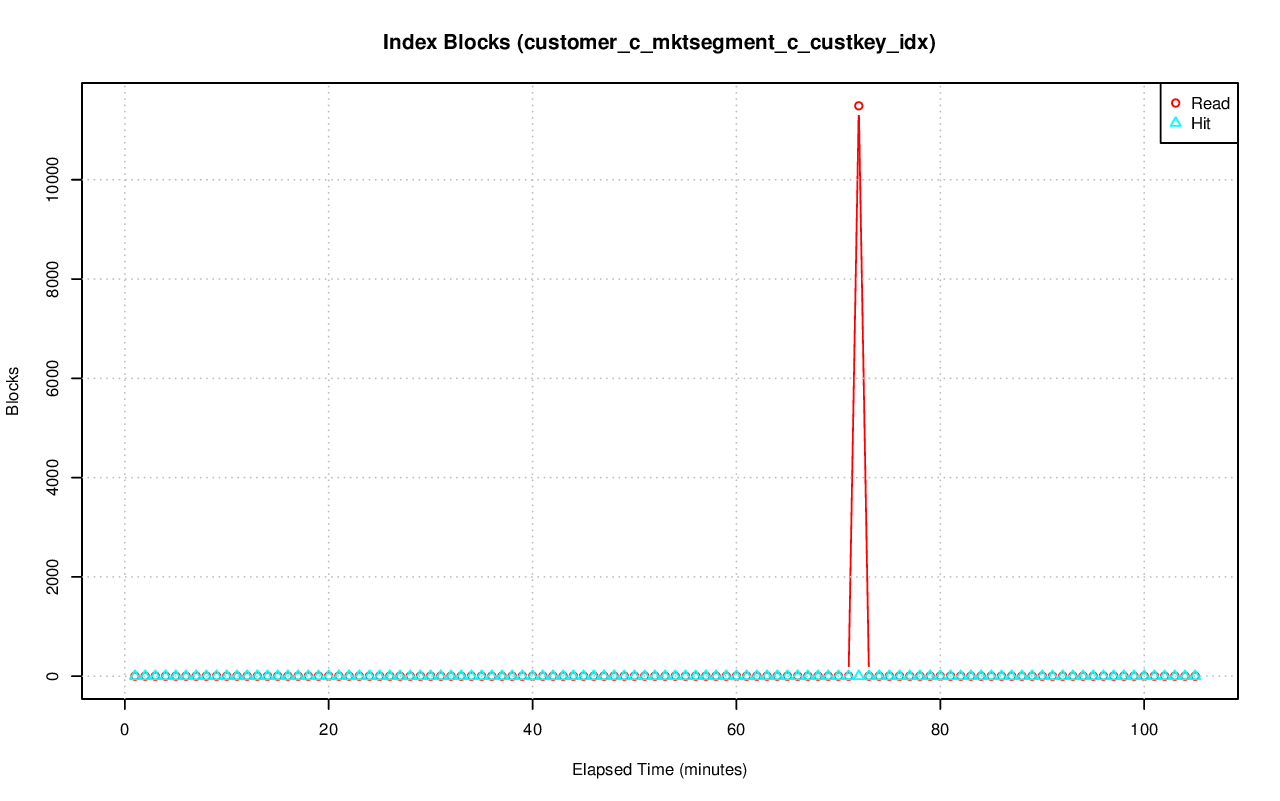 Index Blocks (customer_c_mktsegment_c_custkey_idx)
Read
Hit
Blocks
10000
8000
6000
4000
2000
0
0 20 40 60 80 100
Elapsed Time (minutes)